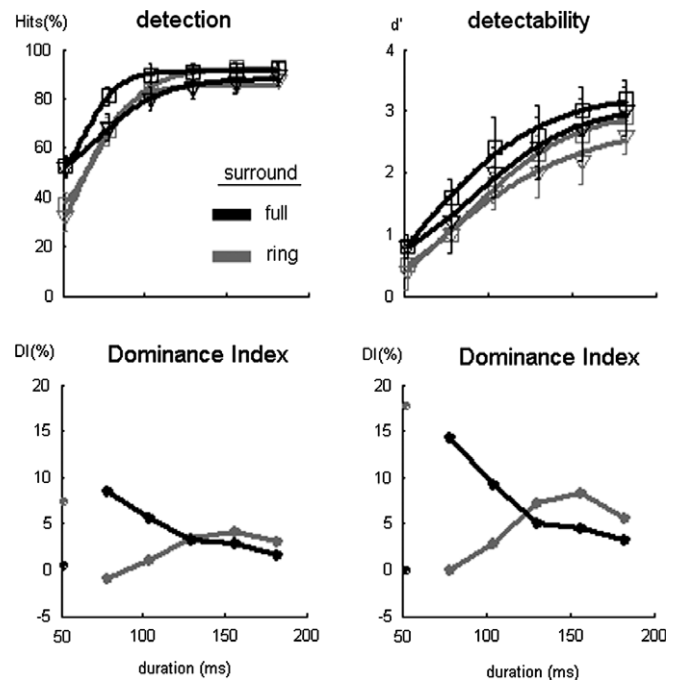 Hits(%) detection
100
80
60
40
20
0
surround
full
ring
d' detectability
4
3
2
1
0
DI(%) Dominance Index
20
15
10
5
0
-5
50 100 150 200
duration (ms)
DI(%) Dominance Index
20
15
10
5
0
-5
50 100 150 200
duration (ms)